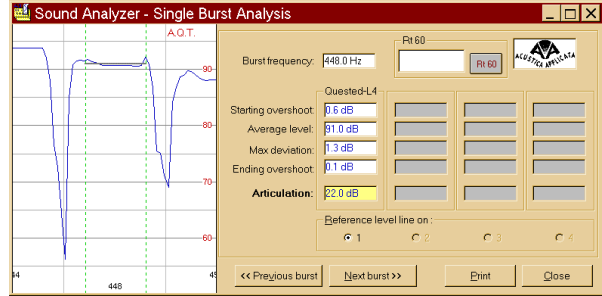 Sound Analyzer - Single Burst Analysis
A.Q.T.
90
80
70
60
44
448
45
Burst frequency: 448.0 Hz
Rt 60
Rt 60
AVA
ACUSTICA APPLICATA
Quested-L4
Starting overshoot: 0.6 dB
Average level: 91.0 dB
Max deviation: 1.3 dB
Ending overshoot: 0.1 dB
Articulation: 22.0 dB
Reference level line on :
1 2 3 4
<< Previous burst Next burst >> Print Close